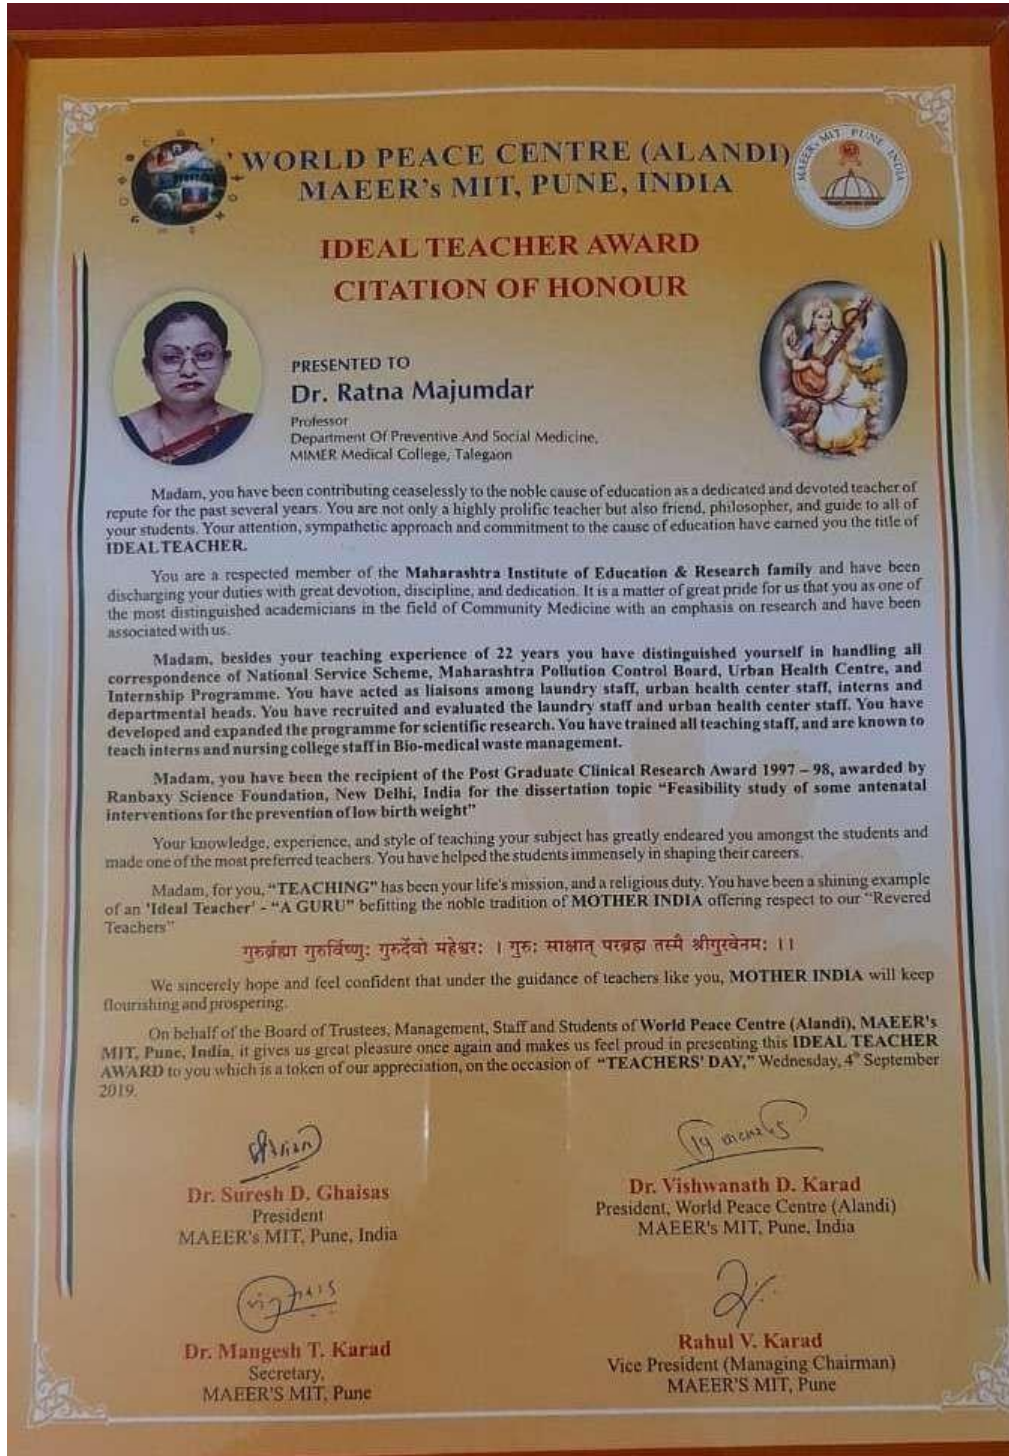 WORLD PEACE CENTRE (ALANDI)
MAEER's MIT, PUNE, INDIA
MAEER's MIT PUNE INDIA
IDEAL TEACHER AWARD
CITATION OF HONOUR
PRESENTED TO
Dr. Ratna Majumdar
Professor
Department Of Preventive And Social Medicine,
MIMER Medical College, Talegaon
Madam, you have been contributing ceaselessly to the noble cause of education as a dedicated and devoted teacher of
repute for the past several years. You are not only a highly prolific teacher but also friend, philosopher, and guide to all of
your students. Your attention, sympathetic approach and commitment to the cause of education have earned you the title of
IDEAL TEACHER.
You are a respected member of the Maharashtra Institute of Education & Research family and have been
discharging your duties with great devotion, discipline, and dedication. It is a matter of great pride for us that you as one of
the most distinguished academicians in the field of Community Medicine with an emphasis on research and have been
associated with us.
Madam, besides your teaching experience of 22 years you have distinguished yourself in handling all
correspondence of National Service Scheme, Maharashtra Pollution Control Board, Urban Health Centre, and
Internship Programme. You have acted as liaisons among laundry staff, urban health center staff, interns and
departmental heads. You have recruited and evaluated the laundry staff and urban health center staff. You have
developed and expanded the programme for scientific research. You have trained all teaching staff, and are known to
teach interns and nursing college staff in Bio-medical waste management.
Madam, you have been the recipient of the Post Graduate Clinical Research Award 1997 – 98, awarded by
Ranbaxy Science Foundation, New Delhi, India for the dissertation topic “Feasibility study of some antenatal
interventions for the prevention of low birth weight”
Your knowledge, experience, and style of teaching your subject has greatly endeared you amongst the students and
made one of the most preferred teachers. You have helped the students immensely in shaping their careers.
Madam, for you, “TEACHING” has been your life's mission, and a religious duty. You have been a shining example
of an 'Ideal Teacher' - “A GURU” befitting the noble tradition of MOTHER INDIA offering respect to our “Revered
Teachers”
गुरुर्ब्रह्मा गुरुर्विष्णुः गुरुर्देवो महेश्वरः । गुरुः साक्षात् परब्रह्म तस्मै श्रीगुरवेनमः ।।
We sincerely hope and feel confident that under the guidance of teachers like you, MOTHER INDIA will keep
flourishing and prospering.
On behalf of the Board of Trustees, Management, Staff and Students of World Peace Centre (Alandi), MAEER's
MIT, Pune, India, it gives us great pleasure once again and makes us feel proud in presenting this IDEAL TEACHER
AWARD to you which is a token of our appreciation, on the occasion of “TEACHERS' DAY,” Wednesday, 4th September
2019.
Dr. Suresh D. Ghaisas
President
MAEER's MIT, Pune, India
Dr. Vishwanath D. Karad
President, World Peace Centre (Alandi)
MAEER's MIT, Pune, India
Dr. Mangesh T. Karad
Secretary,
MAEER'S MIT, Pune
Rahul V. Karad
Vice President (Managing Chairman)
MAEER'S MIT, Pune